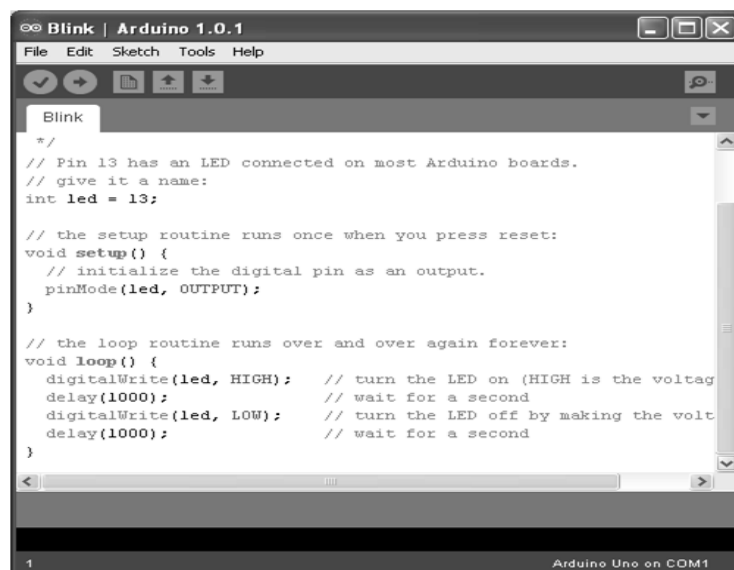 Blink | Arduino 1.0.1
File Edit Sketch Tools Help
Blink
*/
// Pin 13 has an LED connected on most Arduino boards.
// give it a name:
int led = 13;
// the setup routine runs once when you press reset:
void setup() {
// initialize the digital pin as an output.
pinMode(led, OUTPUT);
}
// the loop routine runs over and over again forever:
void loop() {
digitalWrite(led, HIGH); // turn the LED on (HIGH is the voltag
delay(1000); // wait for a second
digitalWrite(led, LOW); // turn the LED off by making the volt
delay(1000); // wait for a second
}
1 Arduino Uno on COM1